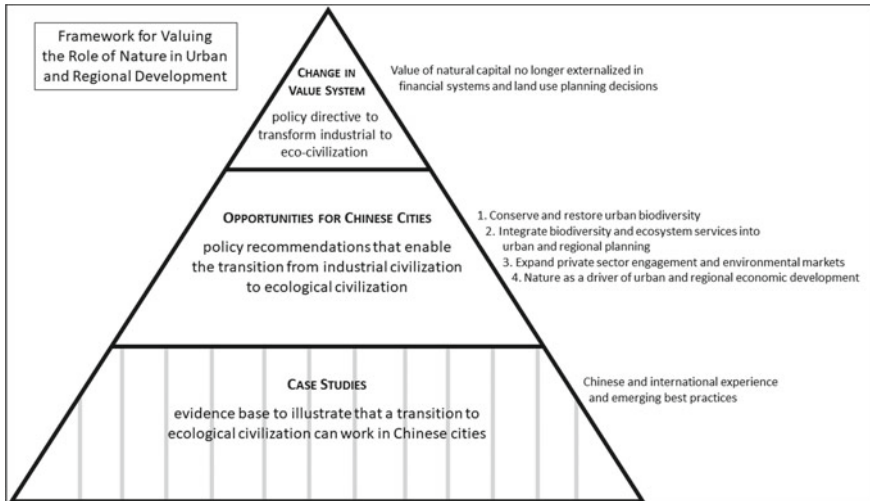 Framework for Valuing
the Role of Nature in Urban
and Regional Development
CHANGE IN
VALUE SYSTEM
policy directive to
transform industrial to
eco-civilization
Value of natural capital no longer externalized in
financial systems and land use planning decisions
OPPORTUNITIES FOR CHINESE CITIES
policy recommendations that enable
the transition from industrial civilization
to ecological civilization
1. Conserve and restore urban biodiversity
2. Integrate biodiversity and ecosystem services into
urban and regional planning
3. Expand private sector engagement and environmental markets
4. Nature as a driver of urban and regional economic development
CASE STUDIES
evidence base to illustrate that a transition to
ecological civilization can work in Chinese cities
Chinese and international experience
and emerging best practices